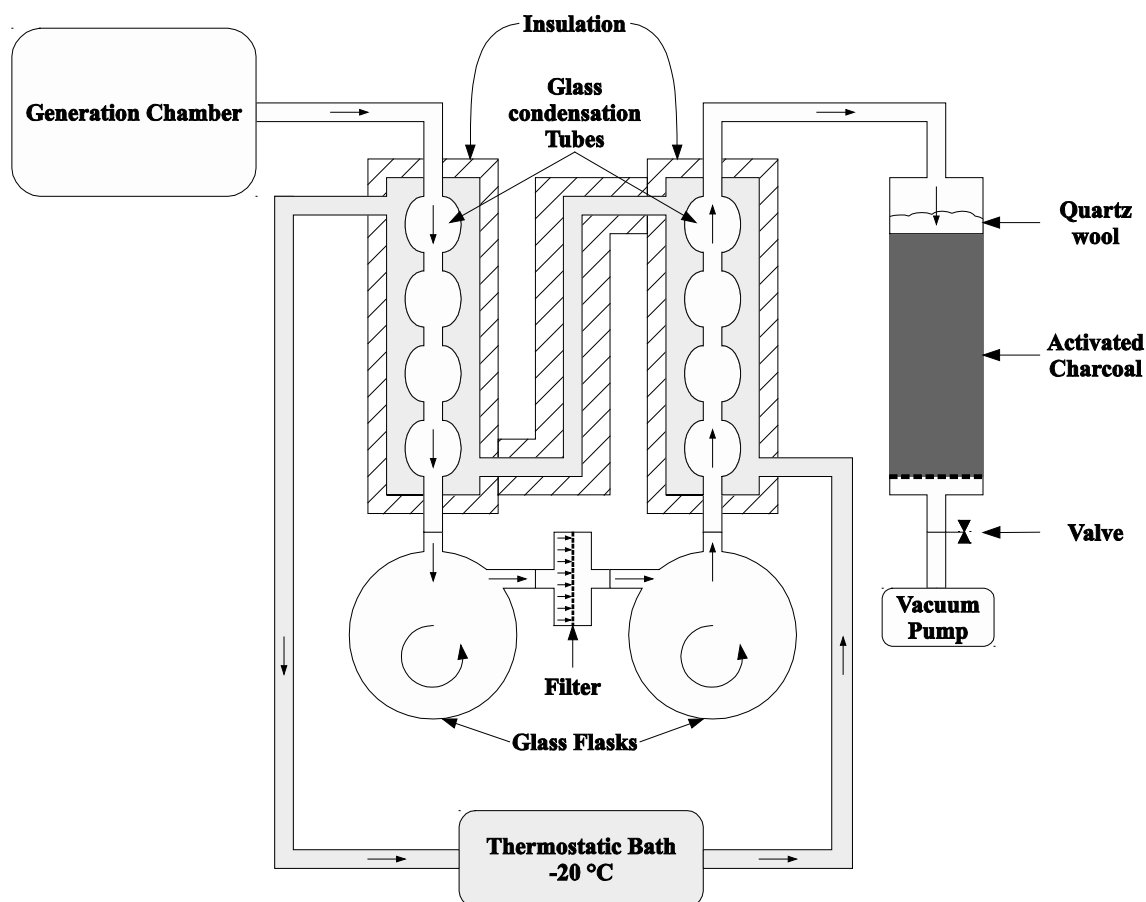 Insulation
Generation Chamber
Glass
condensation
Tubes
Quartz
wool
Activated
Charcoal
Valve
Vacuum
Pump
Filter
Glass Flasks
Thermostatic Bath
-20 °C